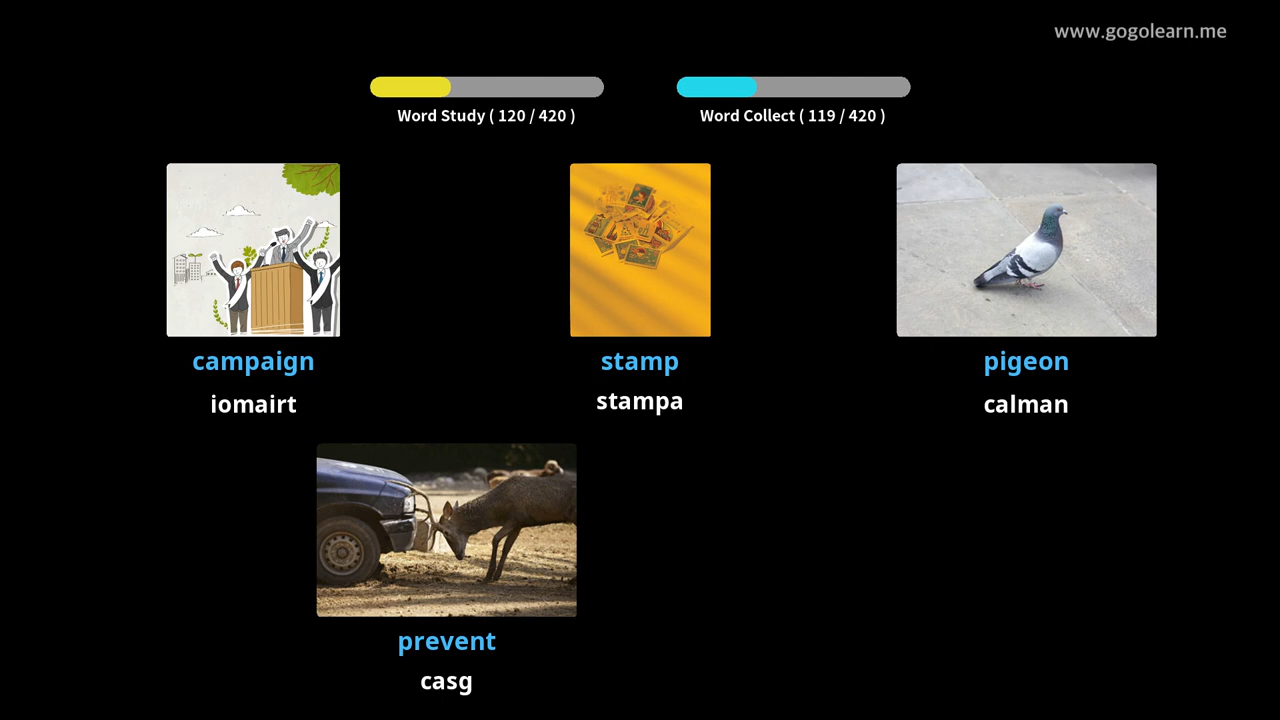 www.gogolearn.me
Word Study ( 120 / 420 )
Word Collect ( 119 / 420 )
campaign
iomairt
stamp
stampa
pigeon
calman
prevent
casg